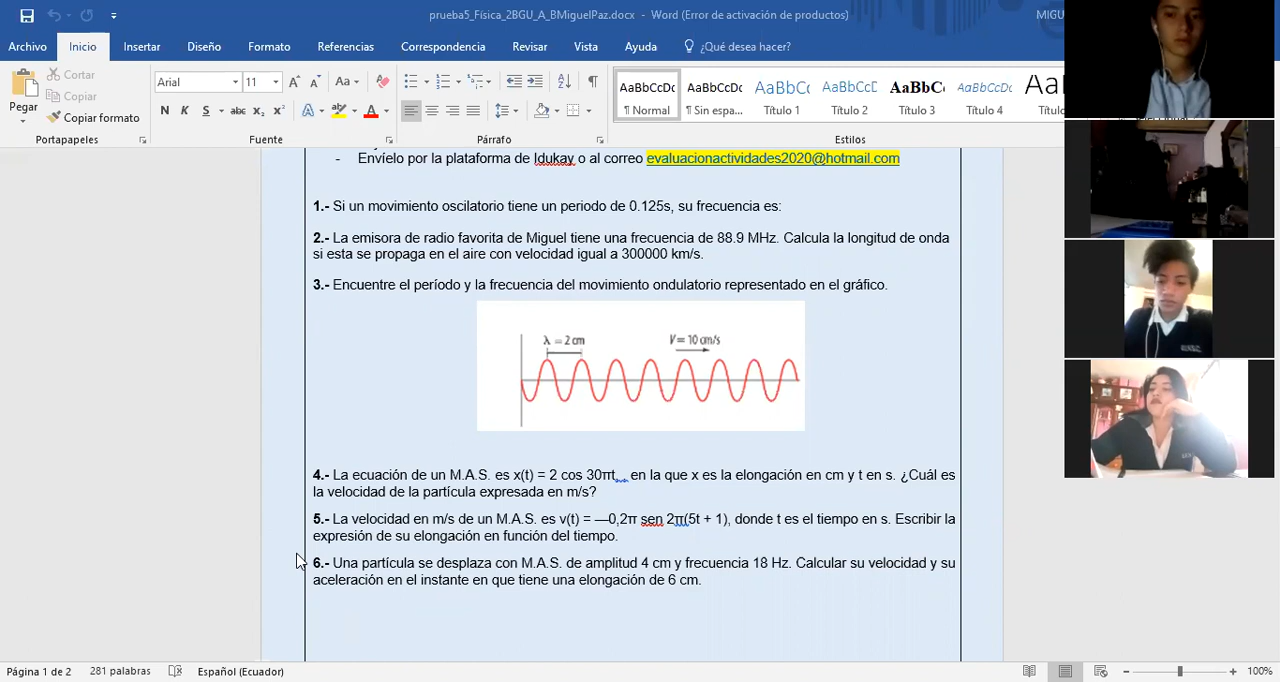 prueba5_Física_2BGU_A_BMiguelPaz.docx - Word (Error de activación de productos)
MIGU
Archivo Inicio Insertar Diseño Formato Referencias Correspondencia Revisar Vista Ayuda ¿Qué desea hacer?
Pegar
Cortar
Copiar
Copiar formato
Portapapeles
Arial 11
Fuente
Párrafo
AaBbCcDc AaBbCcDc AaBbCc AaBbCcD AaBbC AaBbCcDc Aa
¶ Normal ¶ Sin espa... Título 1 Título 2 Título 3 Título 4 Título
Estilos
- Envíelo por la plataforma de Idukay o al correo evaluacionactividades2020@hotmail.com
1.- Si un movimiento oscilatorio tiene un periodo de 0.125s, su frecuencia es:
2.- La emisora de radio favorita de Miguel tiene una frecuencia de 88.9 MHz. Calcula la longitud de onda
si esta se propaga en el aire con velocidad igual a 300000 km/s.
3.- Encuentre el período y la frecuencia del movimiento ondulatorio representado en el gráfico.
λ = 2 cm V = 10 cm/s
4.- La ecuación de un M.A.S. es x(t) = 2 cos 30πt, en la que x es la elongación en cm y t en s. ¿Cuál es
la velocidad de la partícula expresada en m/s?
5.- La velocidad en m/s de un M.A.S. es v(t) = —0,2π sen 2π(5t + 1), donde t es el tiempo en s. Escribir la
expresión de su elongación en función del tiempo.
6.- Una partícula se desplaza con M.A.S. de amplitud 4 cm y frecuencia 18 Hz. Calcular su velocidad y su
aceleración en el instante en que tiene una elongación de 6 cm.
Página 1 de 2 281 palabras Español (Ecuador) 100%